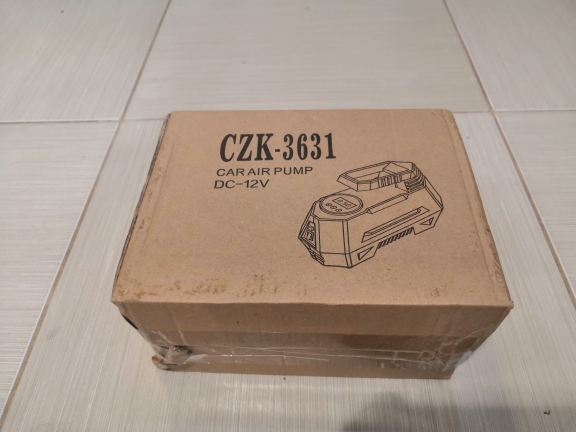 CZK-3631
CAR AIR PUMP
DC-12V